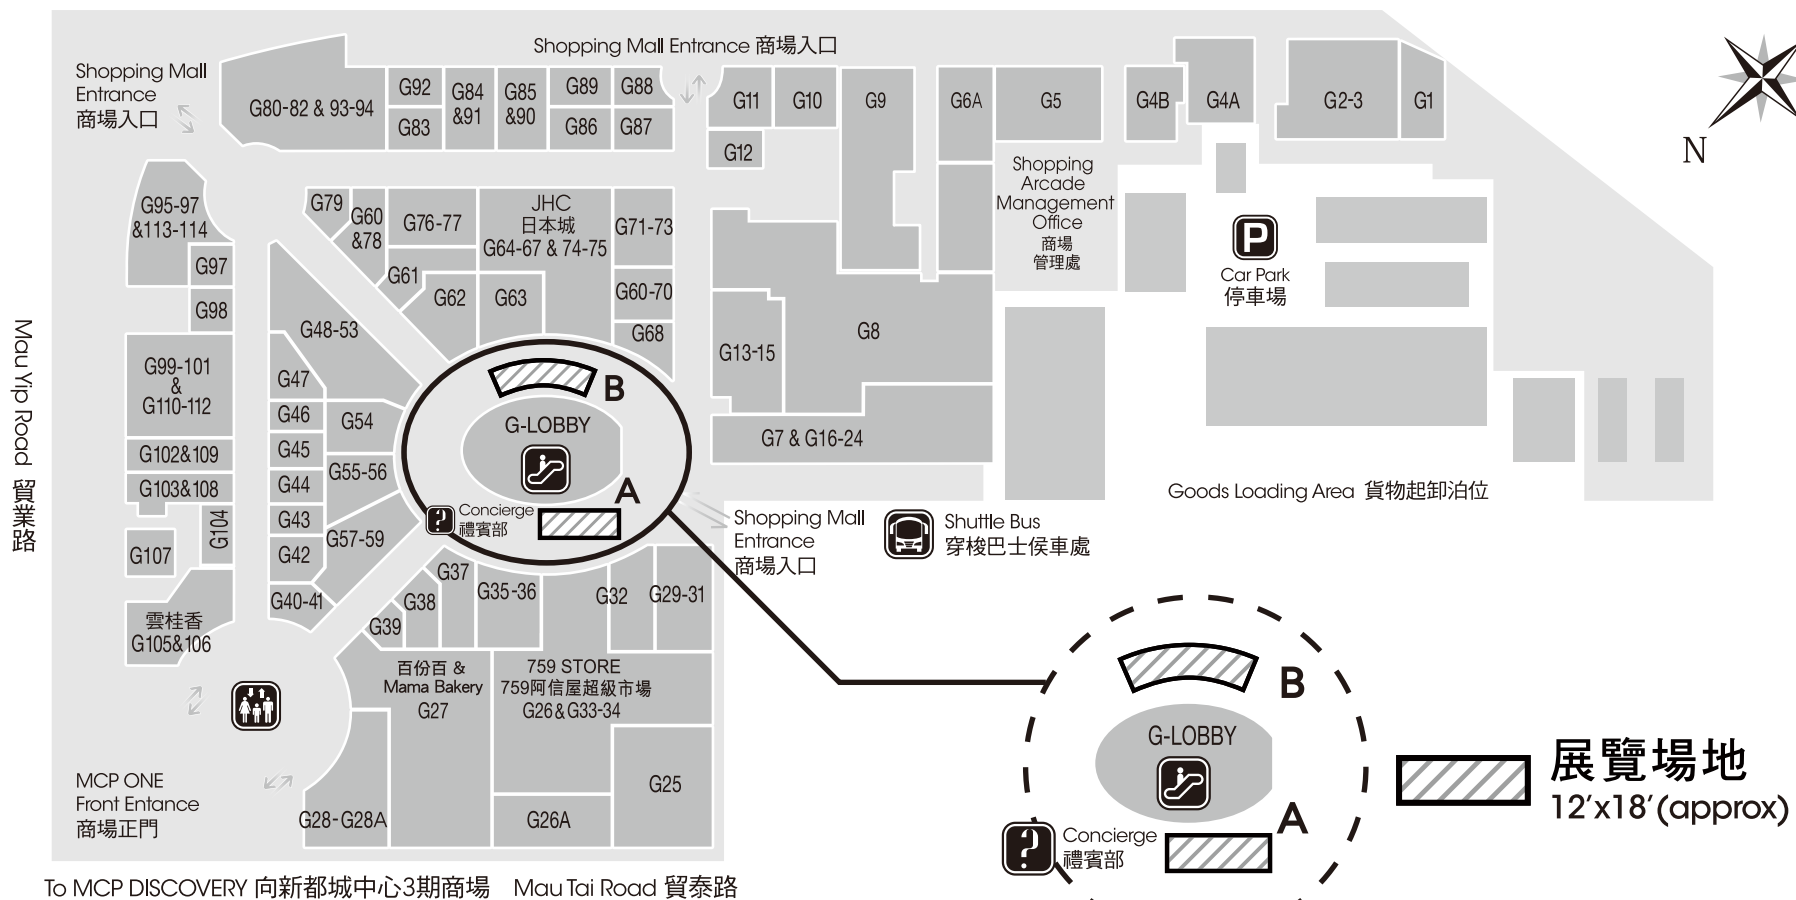 Shopping Mall Entrance 商場入口
Shopping Mall
Entrance
商場入口
G80-82 & 93-94
G92
G83
G84
&91
G85
&90
G89
G86
G88
G87
G11
G10
G12
G9
G6A
G5
G4B
G4A
G2-3
G1
N
Shopping
Arcade
Management
Office
商場
管理處
P
Car Park
停車場
G95-97
&113-114
G97
G98
G79
G60
&78
G76-77
G61
G62
G63
JHC
日本城
G64-67 & 74-75
G71-73
G60-70
G68
G13-15
G8
G7 & G16-24
Mau Yip Road 貿業路
G99-101
&
G110-112
G102&109
G103&108
G104
G107
雲桂香
G105&106
G48-53
G47
G46
G45
G44
G43
G42
G40-41
G54
G55-56
G57-59
B
G-LOBBY
A
?
Concierge
禮賓部
Shopping Mall
Entrance
商場入口
Shuttle Bus
穿梭巴士侯車處
Goods Loading Area 貨物起卸泊位
G39
G38
G37
G35-36
G32
G29-31
百份百 &
Mama Bakery
G27
759 STORE
759阿信屋超級市場
G26&G33-34
G25
G26A
G28-G28A
MCP ONE
Front Entance
商場正門
B
G-LOBBY
A
?
Concierge
禮賓部
展覽場地
12’x18’(approx)
To MCP DISCOVERY 向新都城中心3期商場 Mau Tai Road 貿泰路